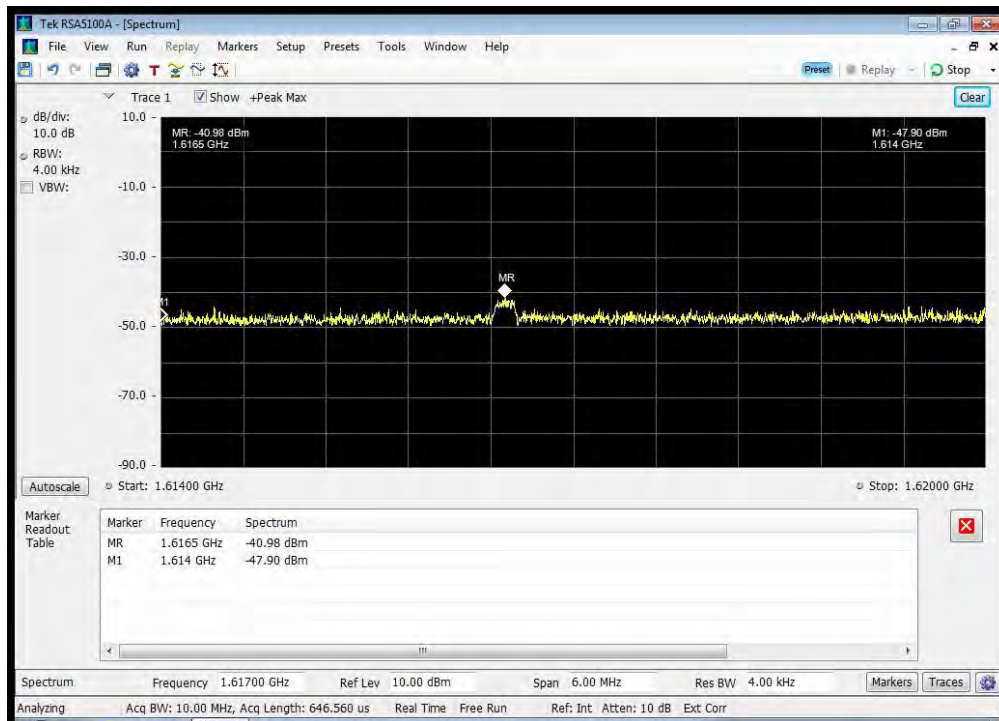 Tek RSA5100A - [Spectrum]
File View Run Replay Markers Setup Presets Tools Window Help
T
Preset Replay Stop
Trace 1 Show +Peak Max Clear
dB/div:
10.0 dB
RBW:
4.00 kHz
VBW:
10.0
-10.0
-30.0
-50.0
-70.0
-90.0
MR: -40.98 dBm
1.6165 GHz
M1: -47.90 dBm
1.614 GHz
MR
M1
Autoscale Start: 1.61400 GHz Stop: 1.62000 GHz
Marker
Readout
Table
Marker Frequency Spectrum
MR 1.6165 GHz -40.98 dBm
M1 1.614 GHz -47.90 dBm
Spectrum Frequency 1.61700 GHz Ref Lev 10.00 dBm Span 6.00 MHz Res BW 4.00 kHz Markers Traces
Analyzing Acq BW: 10.00 MHz, Acq Length: 646.560 us Real Time Free Run Ref: Int Atten: 10 dB Ext Corr